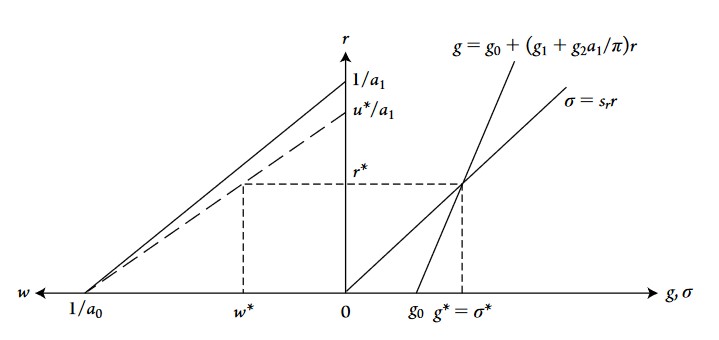 r
g = g₀ + (g₁ + g₂a₁/π)r
1/a₁
σ = sᵣr
u*/a₁
r*
w
g, σ
1/a₀
w*
0
g₀
g* = σ*